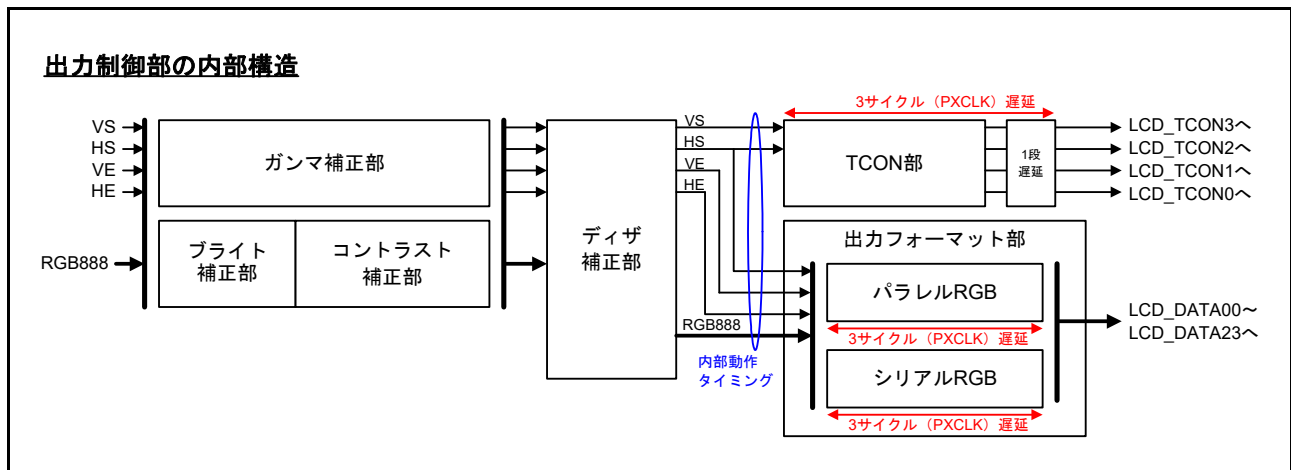 出力制御部の内部構造
3サイクル（PXCLK）遅延
VS
HS
VE
HE
ガンマ補正部
VS
HS
VE
HE
TCON部
1段
遅延
LCD_TCON3へ
LCD_TCON2へ
LCD_TCON1へ
LCD_TCON0へ
RGB888
ブライト
補正部
コントラスト
補正部
ディザ
補正部
RGB888
内部動作
タイミング
出力フォーマット部
パラレルRGB
3サイクル（PXCLK）遅延
シリアルRGB
3サイクル（PXCLK）遅延
LCD_DATA00～
LCD_DATA23へ